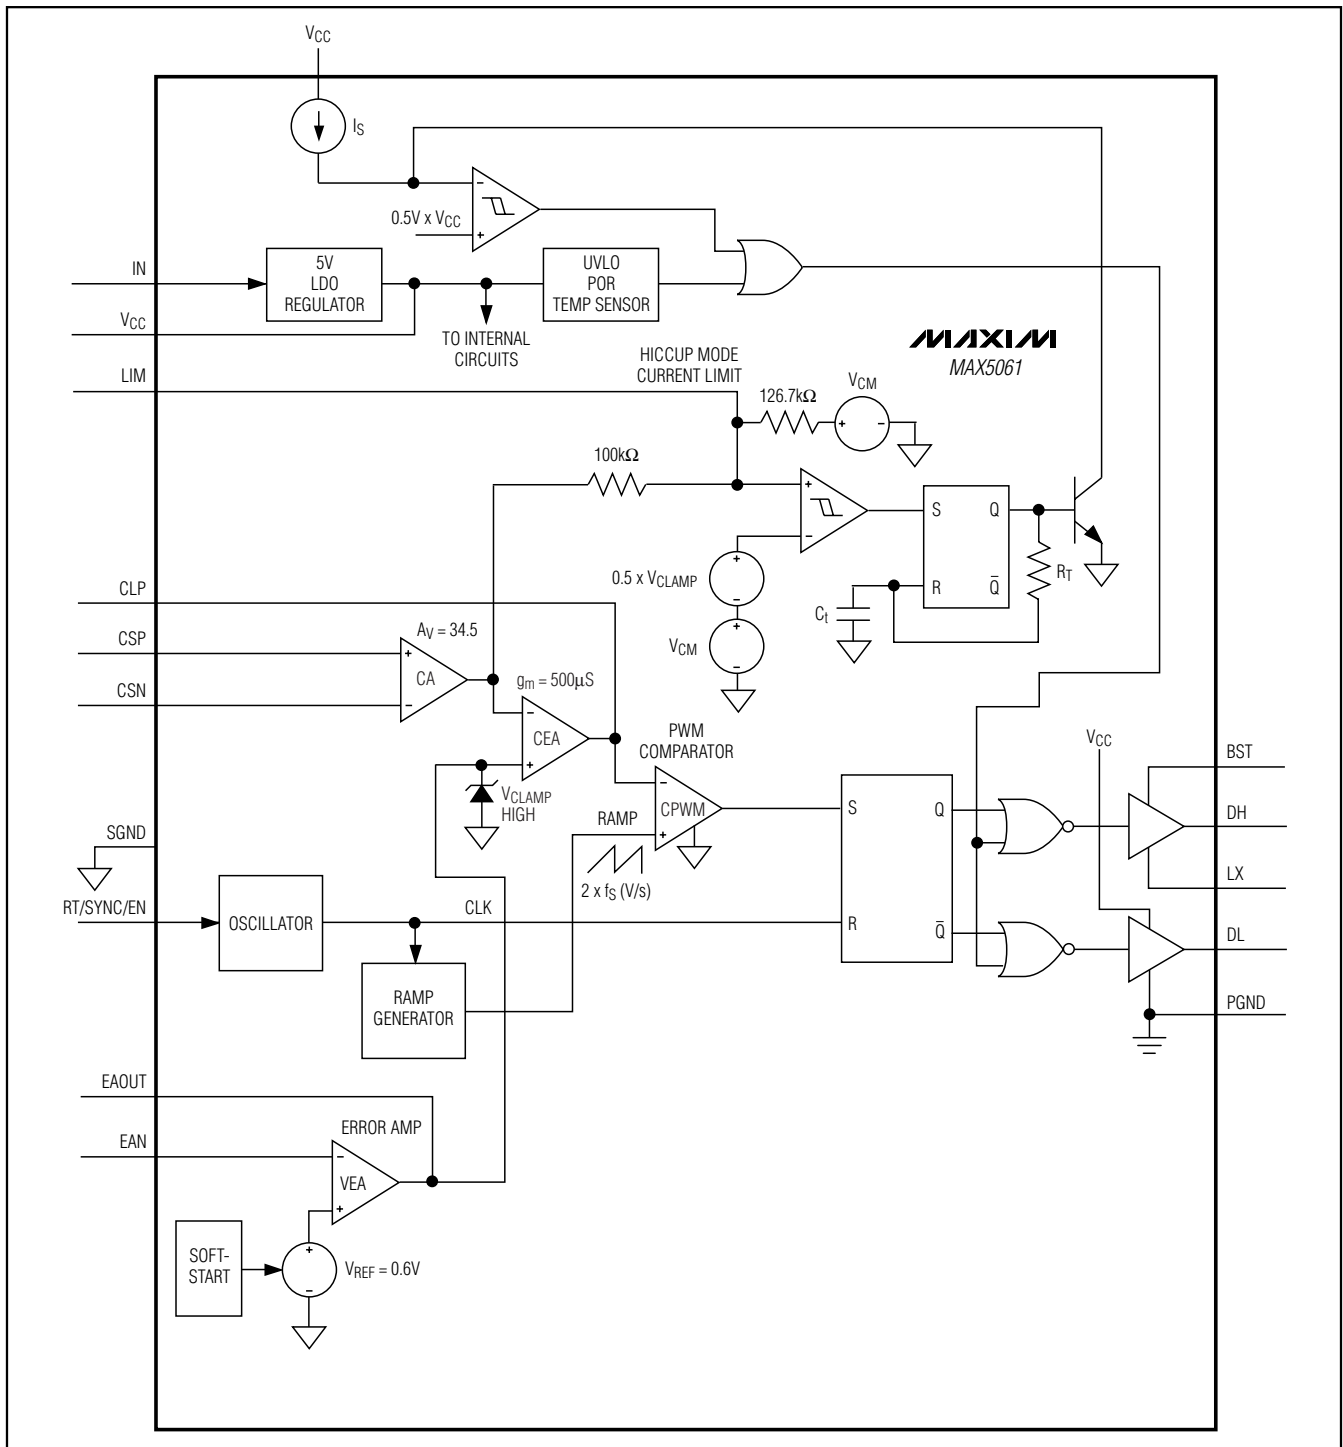 VCC
IS
0.5V x VCC
IN
5V
LDO
REGULATOR
UVLO
POR
TEMP SENSOR
VCC
TO INTERNAL
CIRCUITS
MAXIM
MAX5061
LIM
HICCUP MODE
CURRENT LIMIT
126.7kΩ
VCM
100kΩ
S
Q
R
Q̅
RT
Ct
0.5 x VCLAMP
VCM
CLP
CSP
CSN
AV = 34.5
CA
gm = 500µS
CEA
VCLAMP
HIGH
PWM
COMPARATOR
CPWM
RAMP
2 x fS (V/s)
SGND
RT/SYNC/EN
OSCILLATOR
CLK
RAMP
GENERATOR
S
Q
R
Q̅
VCC
BST
DH
LX
DL
PGND
EAOUT
EAN
ERROR AMP
VEA
SOFT-
START
VREF = 0.6V